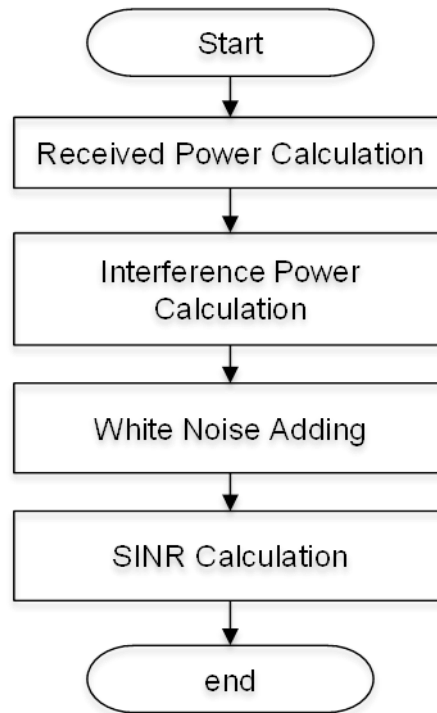 Start
Received Power Calculation
Interference Power
Calculation
White Noise Adding
SINR Calculation
end